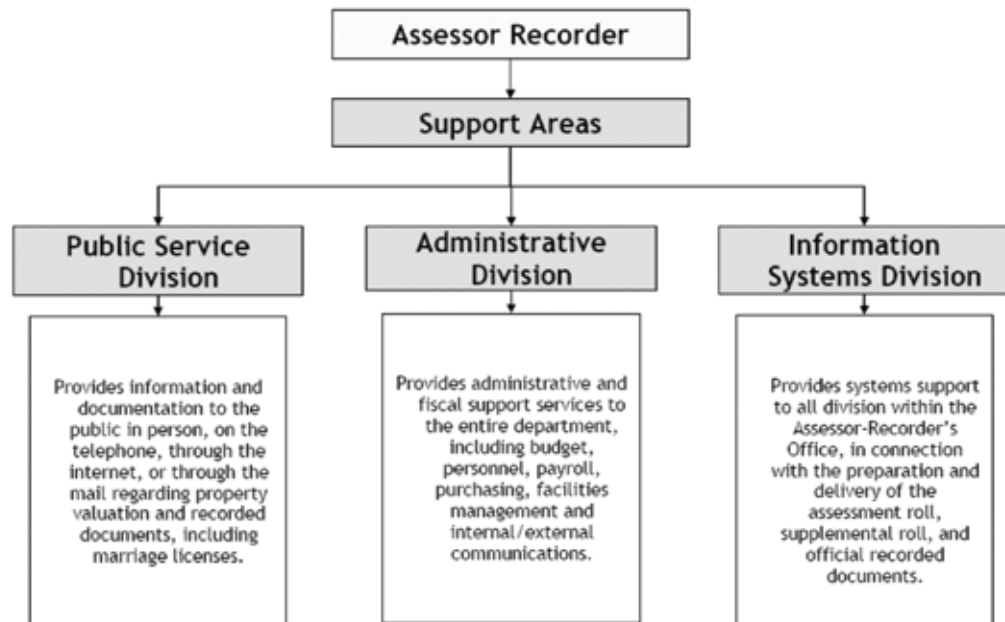 Assessor Recorder
Support Areas
Public Service
Division
Provides information and
documentation to the
public in person, on the
telephone, through the
internet, or through the
mail regarding property
valuation and recorded
documents, including
marriage licenses.
Administrative
Division
Provides administrative and
fiscal support services to
the entire department,
including budget,
personnel, payroll,
purchasing, facilities
management and
internal/external
communications.
Information
Systems Division
Provides systems support
to all division within the
Assessor-Recorder's
Office, in connection
with the preparation and
delivery of the
assessment roll,
supplemental roll, and
official recorded
documents.